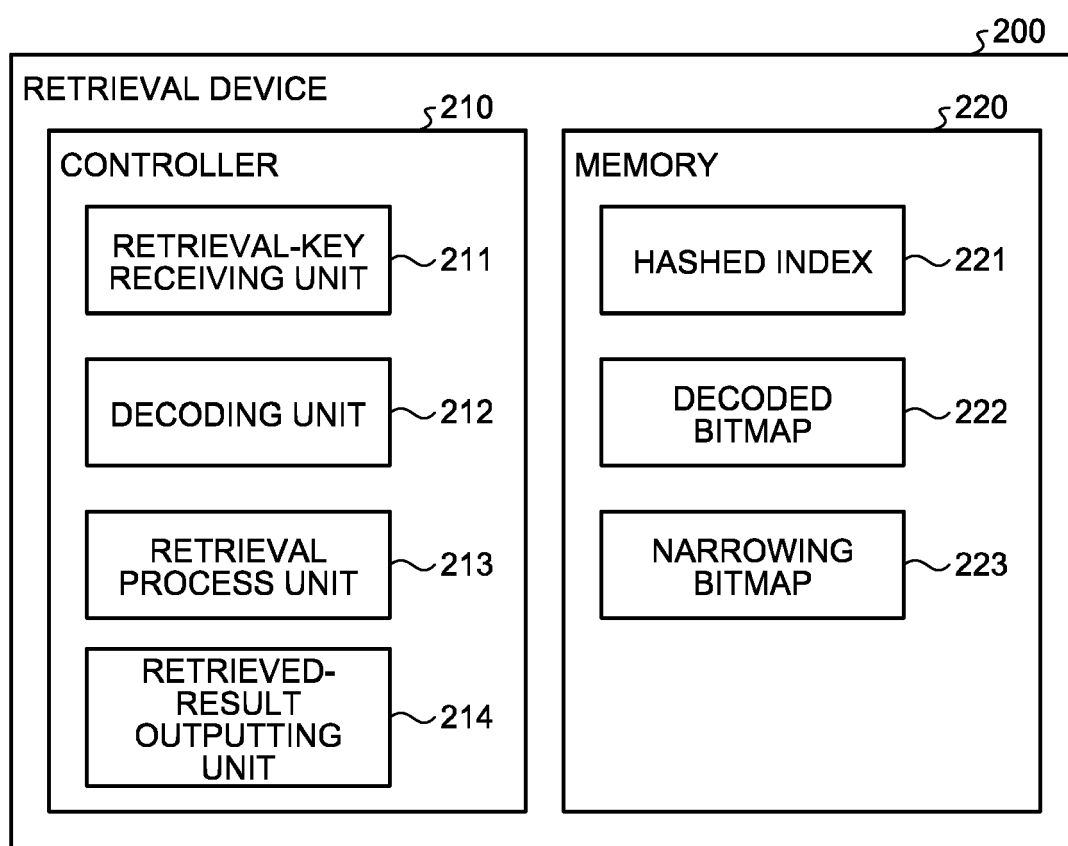 200
RETRIEVAL DEVICE
210
CONTROLLER
RETRIEVAL-KEY
RECEIVING UNIT
211
DECODING UNIT
212
RETRIEVAL
PROCESS UNIT
213
RETRIEVED-
RESULT
OUTPUTTING
UNIT
214
220
MEMORY
HASHED INDEX
221
DECODED
BITMAP
222
NARROWING
BITMAP
223